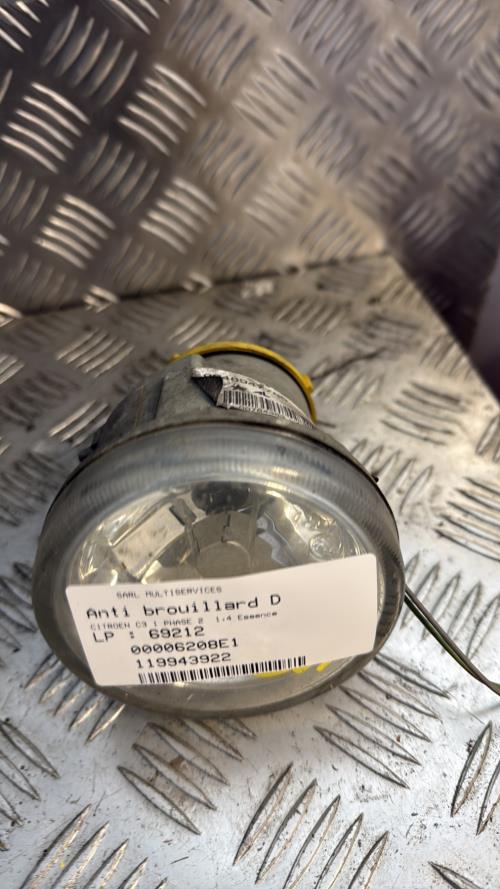 SARL MULTISERVICES
Anti brouillard D
CITROEN C3 1 PHASE 2 1.4 Essence
LP : 69212
00006208E1
119943922